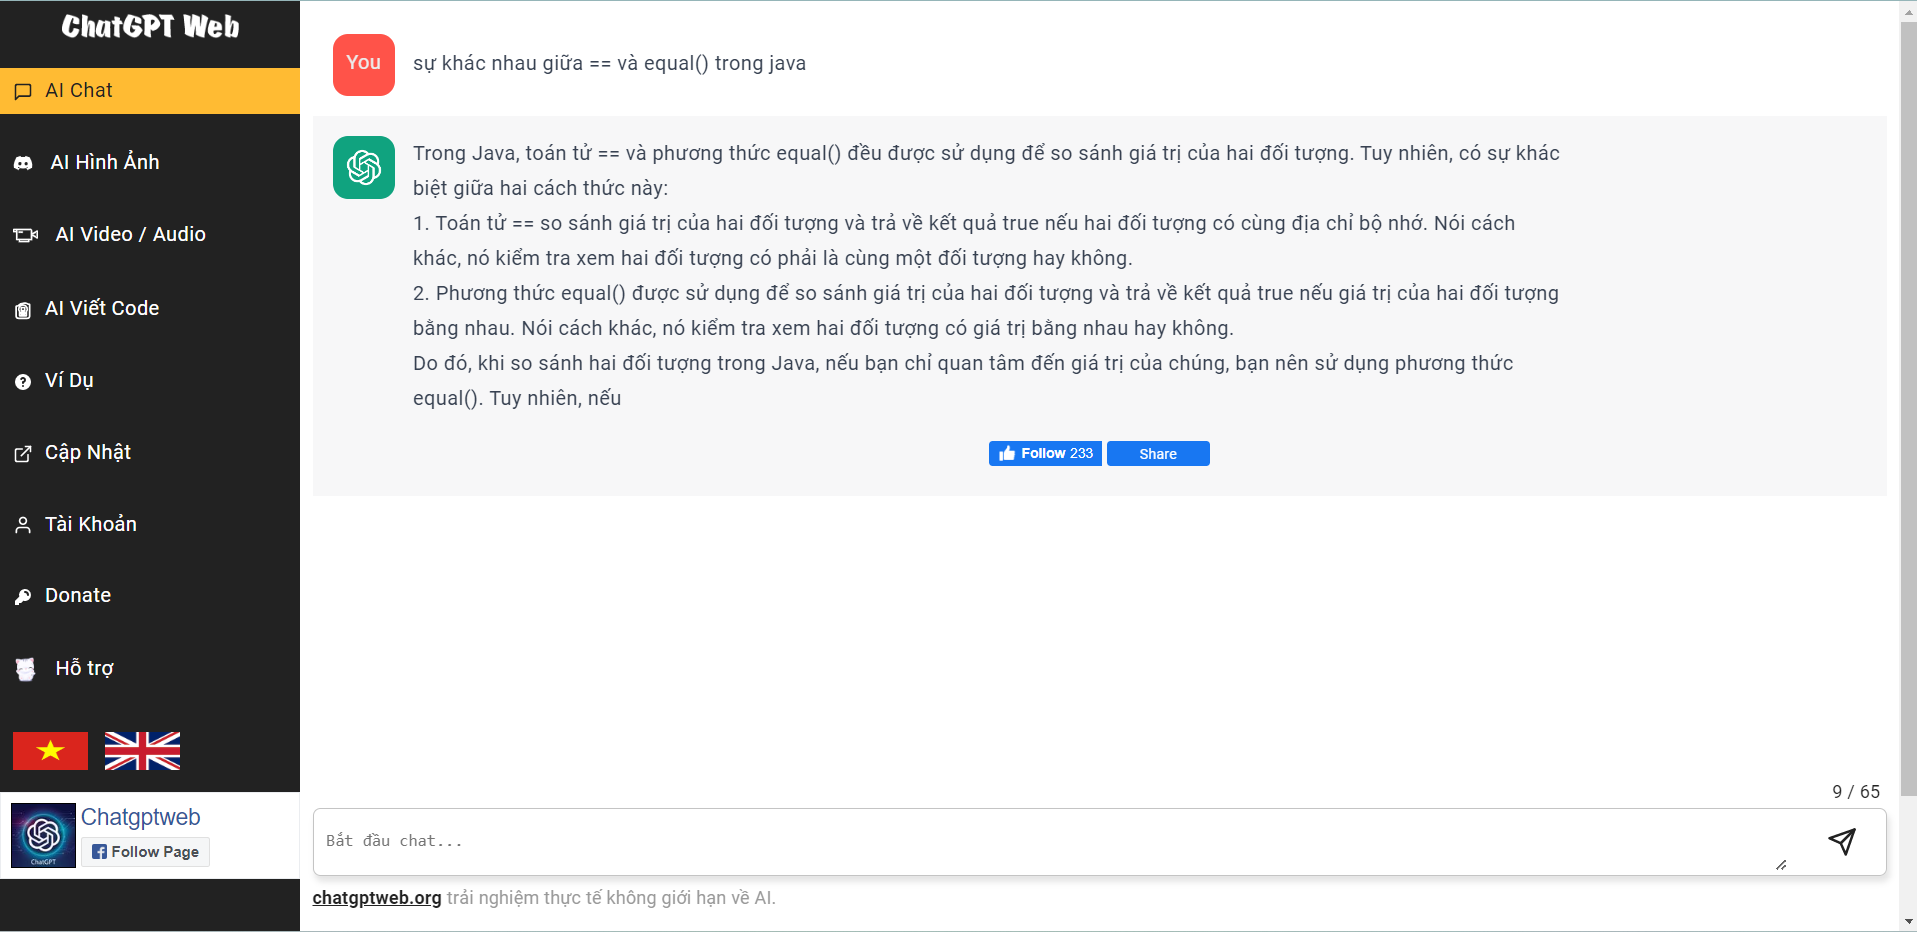 ChatGPT Web
AI Chat
AI Hình Ảnh
AI Video / Audio
AI Viết Code
Ví Dụ
Cập Nhật
Tài Khoản
Donate
Hỗ trợ
Chatgptweb
ChatGPT
Follow Page
You
sự khác nhau giữa == và equal() trong java
Trong Java, toán tử == và phương thức equal() đều được sử dụng để so sánh giá trị của hai đối tượng. Tuy nhiên, có sự khác
biệt giữa hai cách thức này:
1. Toán tử == so sánh giá trị của hai đối tượng và trả về kết quả true nếu hai đối tượng có cùng địa chỉ bộ nhớ. Nói cách
khác, nó kiểm tra xem hai đối tượng có phải là cùng một đối tượng hay không.
2. Phương thức equal() được sử dụng để so sánh giá trị của hai đối tượng và trả về kết quả true nếu giá trị của hai đối tượng
bằng nhau. Nói cách khác, nó kiểm tra xem hai đối tượng có giá trị bằng nhau hay không.
Do đó, khi so sánh hai đối tượng trong Java, nếu bạn chỉ quan tâm đến giá trị của chúng, bạn nên sử dụng phương thức
equal(). Tuy nhiên, nếu
Follow 233
Share
9 / 65
Bắt đầu chat...
chatgptweb.org trải nghiệm thực tế không giới hạn về AI.